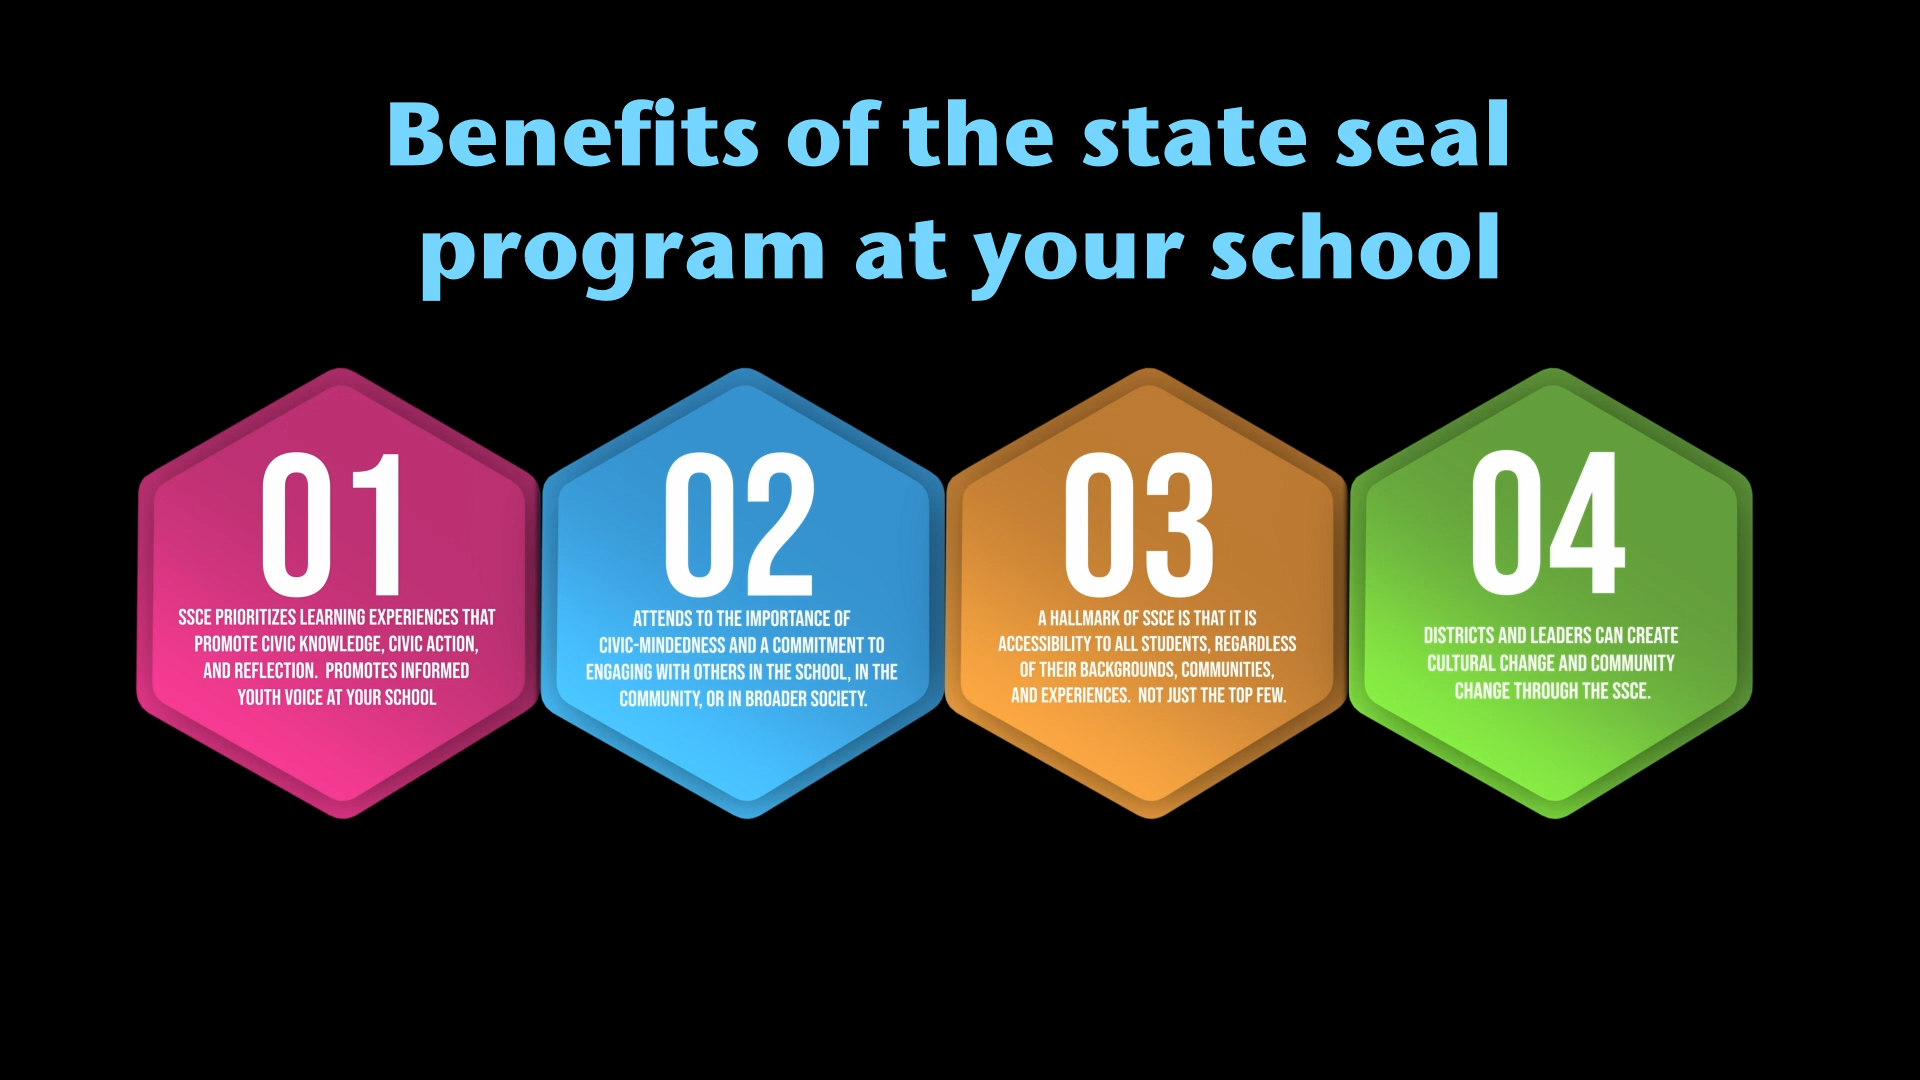 Benefits of the state seal
program at your school
01
SSCE PRIORITIZES LEARNING EXPERIENCES THAT
PROMOTE CIVIC KNOWLEDGE, CIVIC ACTION,
AND REFLECTION.  PROMOTES INFORMED
YOUTH VOICE AT YOUR SCHOOL
02
ATTENDS TO THE IMPORTANCE OF
CIVIC-MINDEDNESS AND A COMMITMENT TO
ENGAGING WITH OTHERS IN THE SCHOOL, IN THE
COMMUNITY, OR IN BROADER SOCIETY.
03
A HALLMARK OF SSCE IS THAT IT IS
ACCESSIBILITY TO ALL STUDENTS, REGARDLESS
OF THEIR BACKGROUNDS, COMMUNITIES,
AND EXPERIENCES.  NOT JUST THE TOP FEW.
04
DISTRICTS AND LEADERS CAN CREATE
CULTURAL CHANGE AND COMMUNITY
CHANGE THROUGH THE SSCE.